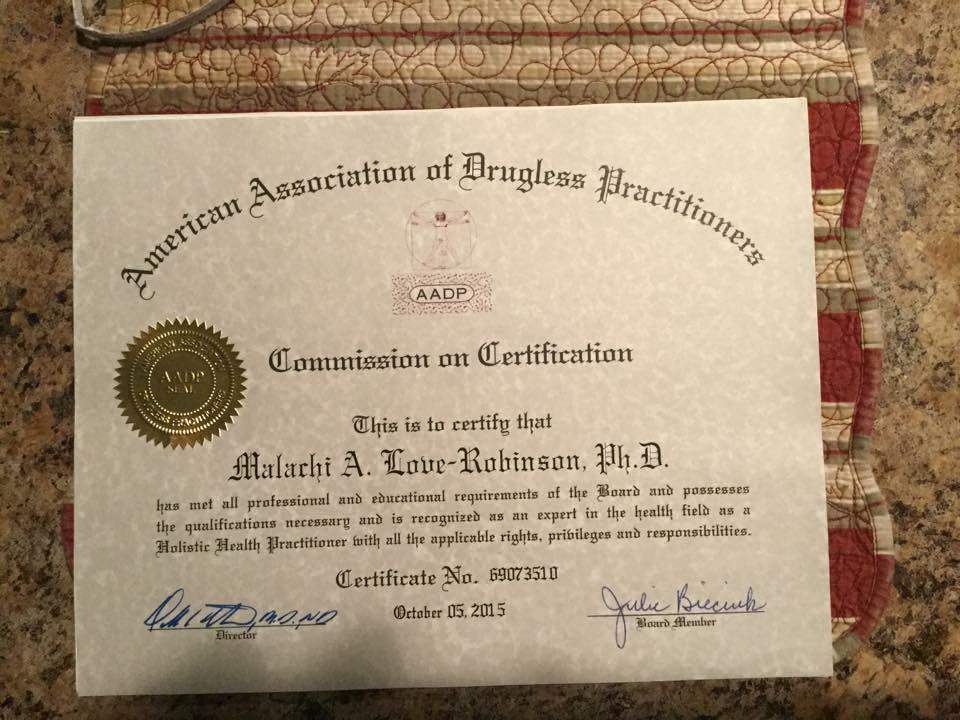 American Association of Drugless Practitioners
AADP
Commission on Certification
AADP
SEAL
This is to certify that
Malachi A. Love-Robinson, Ph.D.
has met all professional and educational requirements of the Board and possesses
the qualifications necessary and is recognized as an expert in the health field as a
Holistic Health Practitioner with all the applicable rights, privileges and responsibilities.
Certificate No. 69073510
October 05, 2015
Director
Board Member